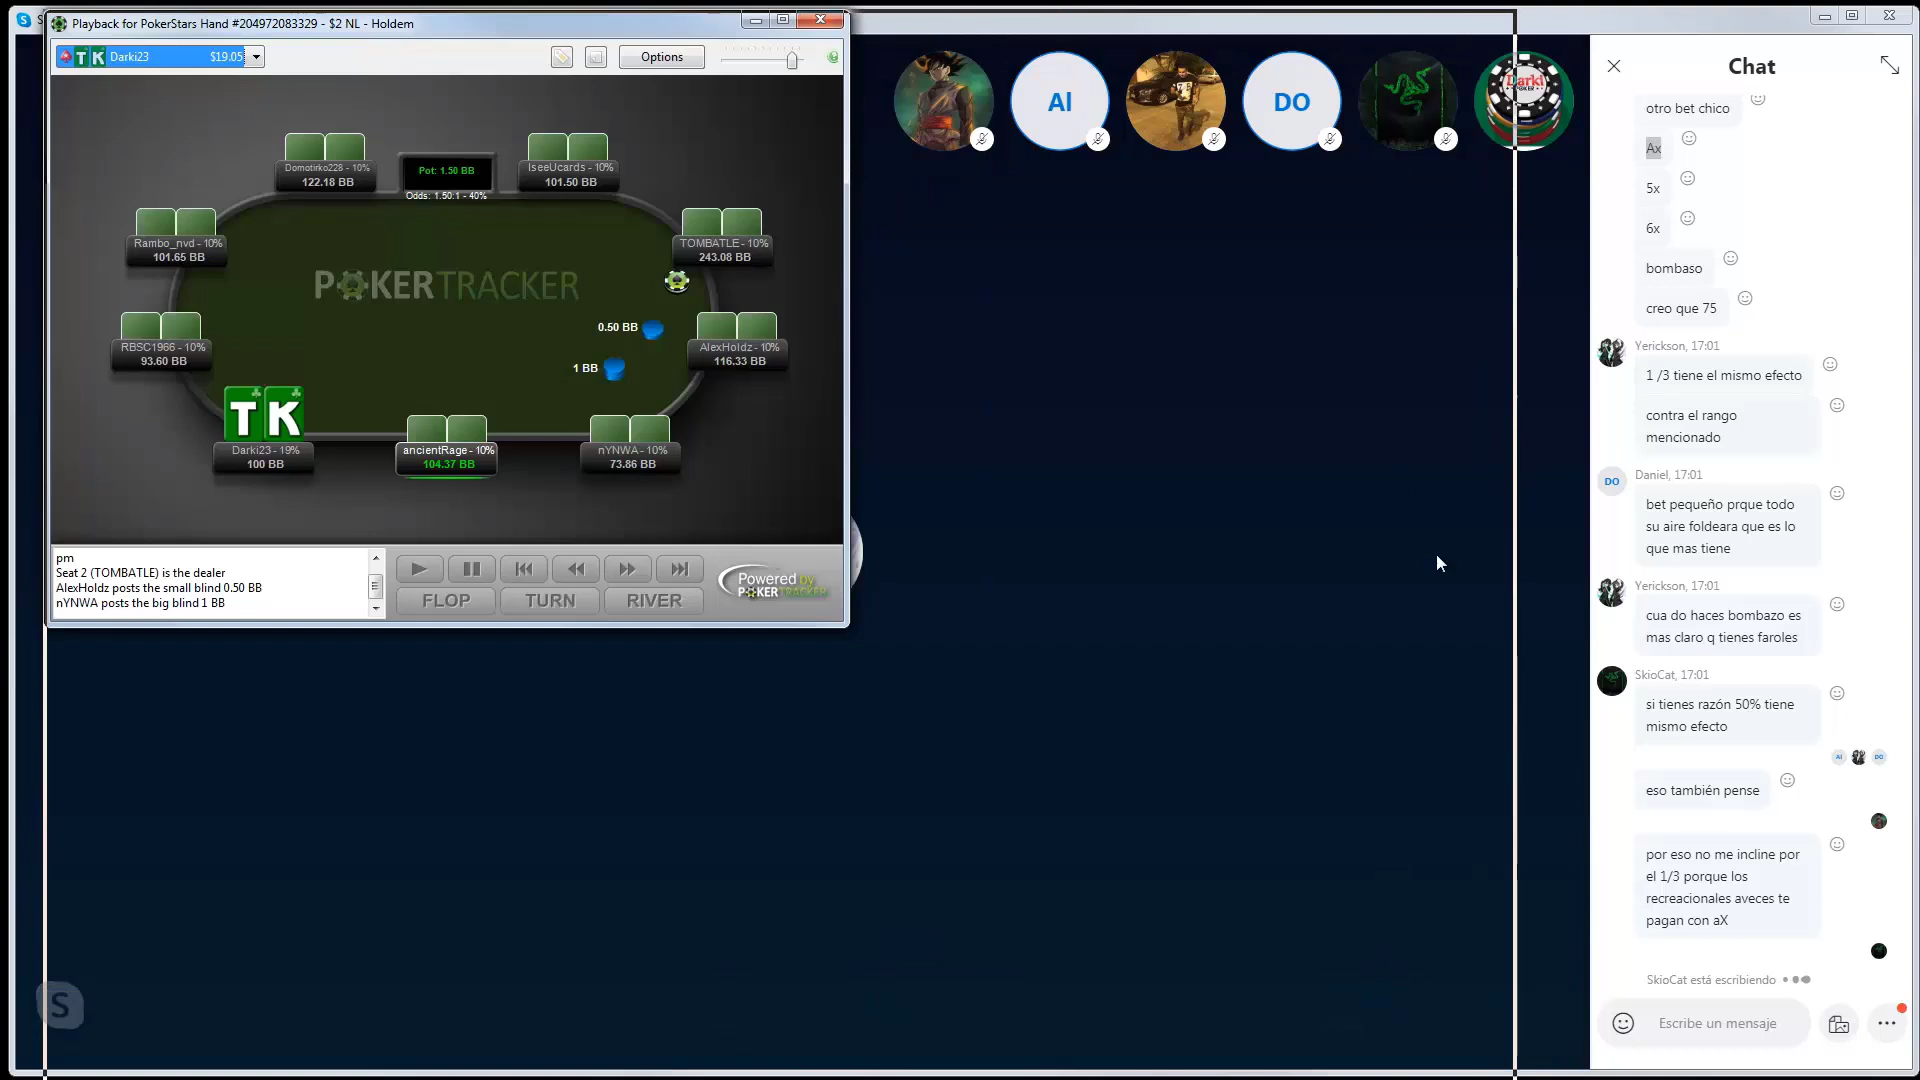 Playback for PokerStars Hand #204972083329 - $2 NL - Holdem
T K Darki23 $19.05
Options
Domotirko228 - 10%
122.18 BB
Pot: 1.50 BB
Odds: 1.50:1 - 40%
IseeUcards - 10%
101.50 BB
Rambo_nvd - 10%
101.65 BB
TOMBATLE - 10%
243.08 BB
POKERTRACKER
RBSC1966 - 10%
93.60 BB
0.50 BB
1 BB
AlexHoldz - 10%
116.33 BB
T K
Darki23 - 19%
100 BB
ancientRage - 10%
104.37 BB
nYNWA - 10%
73.86 BB
pm
Seat 2 (TOMBATLE) is the dealer
AlexHoldz posts the small blind 0.50 BB
nYNWA posts the big blind 1 BB
FLOP TURN RIVER
Powered by
POKERTRACKER
Al
DO
Darki
POKER
S
Chat
otro bet chico
Ax
5x
6x
bombaso
creo que 75
Yerickson, 17:01
1 /3 tiene el mismo efecto
contra el rango
mencionado
DO
Daniel, 17:01
bet pequeño prque todo
su aire foldeara que es lo
que mas tiene
Yerickson, 17:01
cua do haces bombazo es
mas claro q tienes faroles
SkioCat, 17:01
si tienes razón 50% tiene
mismo efecto
Al DO
eso también pense
por eso no me incline por
el 1/3 porque los
recreacionales aveces te
pagan con aX
SkioCat está escribiendo
Escribe un mensaje